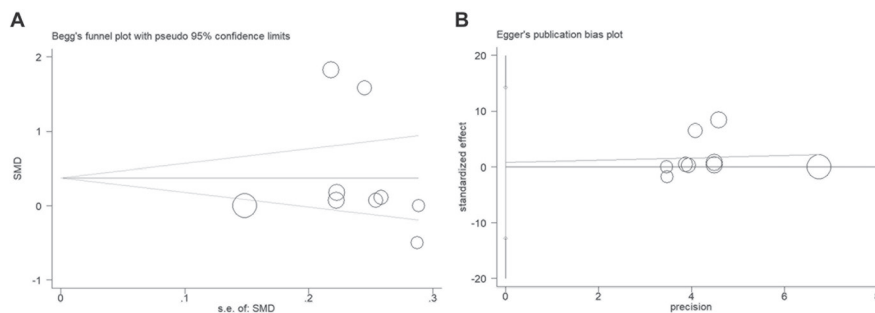 A
Begg's funnel plot with pseudo 95% confidence limits
2
1
0
-1
SMD
0
.1
.2
.3
s.e. of: SMD
B
Egger's publication bias plot
20
10
0
-10
-20
standardized effect
0
2
4
6
8
precision